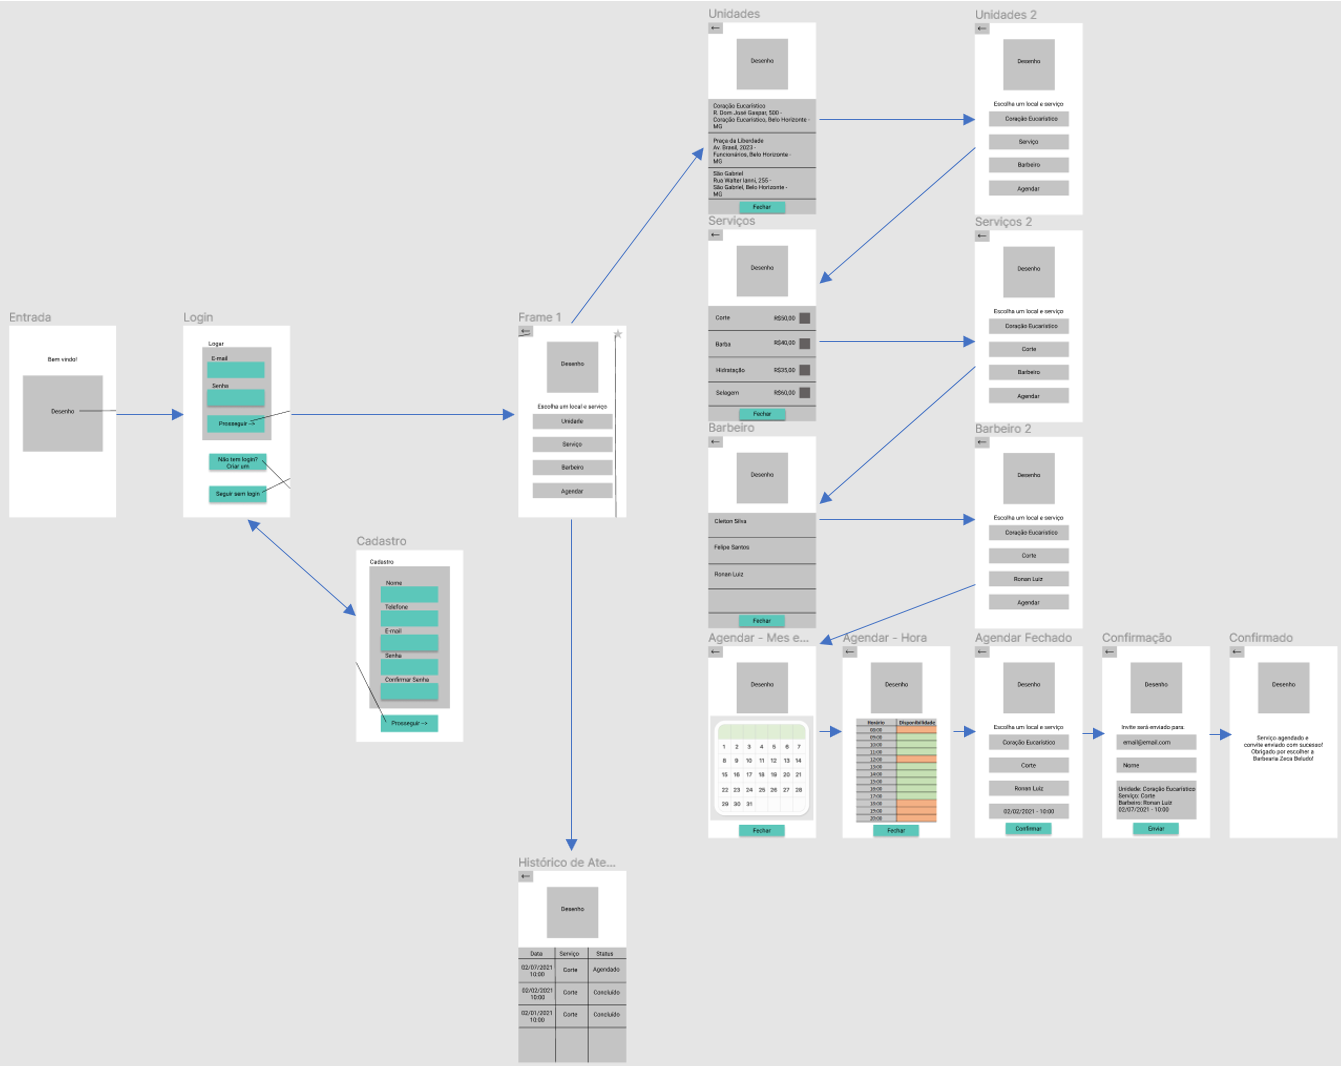 Entrada
Bem vindo!
Desenho
Login
Logar
E-mail
Senha
Prosseguir -->
Não tem login?
Criar um
Seguir sem login
Cadastro
Cadastro
Nome
Telefone
E-mail
Senha
Confirmar Senha
Prosseguir -->
Frame 1
Desenho
Escolha um local e serviço
Unidade
Serviço
Barbeiro
Agendar
Histórico de Ate...
Desenho
Data Serviço Status
02/07/2021
10:00
Corte
Agendado
02/02/2021
10:00
Corte
Concluído
02/01/2021
10:00
Corte
Concluído
Unidades
Desenho
Coração Eucarístico
R. Dom José Gaspar, 500 -
Coração Eucarístico, Belo Horizonte -
MG
Praça da Liberdade
Av. Brasil, 2023 -
Funcionários, Belo Horizonte -
MG
São Gabriel
Rua Walter Ianni, 255 -
São Gabriel, Belo Horizonte -
MG
Fechar
Unidades 2
Desenho
Escolha um local e serviço
Coração Eucarístico
Serviço
Barbeiro
Agendar
Serviços
Desenho
Corte R$50,00
Barba R$40,00
Hidratação R$35,00
Selagem R$60,00
Fechar
Serviços 2
Desenho
Escolha um local e serviço
Coração Eucarístico
Corte
Barbeiro
Agendar
Barbeiro
Desenho
Cleiton Silva
Felipe Santos
Ronan Luiz
Fechar
Barbeiro 2
Desenho
Escolha um local e serviço
Coração Eucarístico
Corte
Ronan Luiz
Agendar
Agendar - Mes e...
Desenho
1 2 3 4 5 6 7
8 9 10 11 12 13 14
15 16 17 18 19 20 21
22 23 24 25 26 27 28
29 30 31
Fechar
Agendar - Hora
Desenho
Horário Disponibilidade
08:00
09:00
10:00
11:00
12:00
13:00
14:00
15:00
16:00
17:00
18:00
19:00
20:00
Fechar
Agendar Fechado
Desenho
Escolha um local e serviço
Coração Eucarístico
Corte
Ronan Luiz
02/02/2021 - 10:00
Confirmar
Confirmação
Desenho
Invite será enviado para:
email@email.com
Nome
Unidade: Coração Eucarístico
Serviço: Corte
Barbeiro: Ronan Luiz
02/07/2021 - 10:00
Enviar
Confirmado
Desenho
Serviço agendado e
convite enviado com sucesso!
Obrigado por escolher a
Barbearia Zeca Beludo!